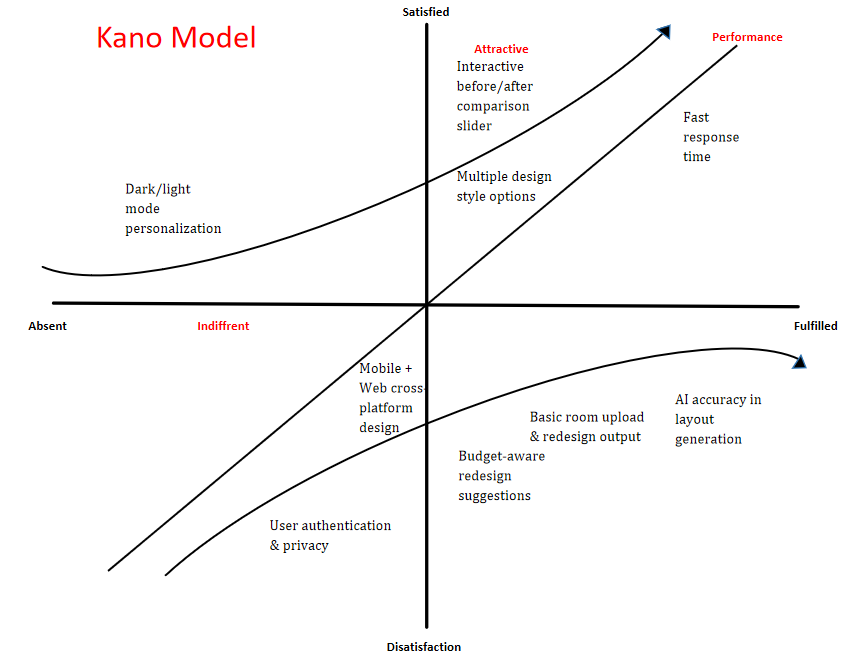 Satisfied
Kano Model
Attractive
Performance
Interactive
before/after
comparison
slider
Fast
response
time
Multiple design
style options
Dark/light
mode
personalization
Absent
Indiffrent
Fulfilled
Mobile +
Web cross-
platform
design
AI accuracy in
layout
generation
Basic room upload
& redesign output
Budget-aware
redesign
suggestions
User authentication
& privacy
Disatisfaction